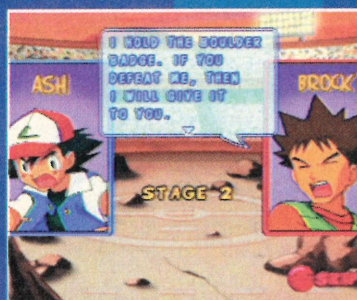 I HOLD THE BOULDER
BADGE. IF YOU
DEFEAT ME, THEN
I WILL GIVE IT
TO YOU.
ASH
BROCK
STAGE 2